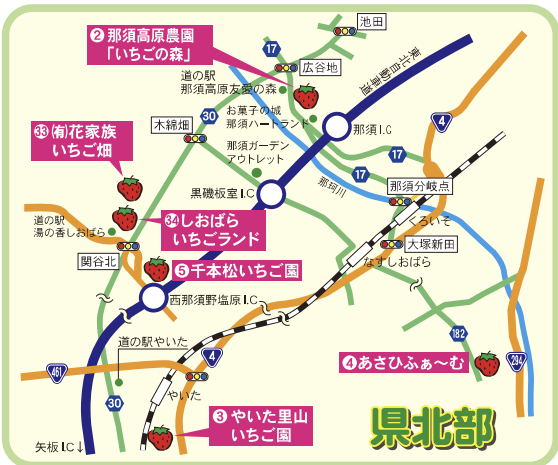 池田
❷那須高原農園
「いちごの森」
17
広谷地
東北自動車道
道の駅
那須高原友愛の森
お菓子の城
那須ハートランド
4
30
木綿畑
那須I.C
㉝(有)花家族
いちご畑
那須ガーデン
アウトレット
17
17
那珂川
那須分岐点
黒磯板室I.C
くろいそ
㉞しおばら
いちごランド
道の駅
湯の香しおばら
関谷北
大塚新田
なすしおばら
❺千本松いちご園
西那須野塩原I.C
182
道の駅やいた
4
461
❹あさひふぁ〜む
294
やいた
30
❸やいた里山
いちご園
県北部
矢板I.C↓